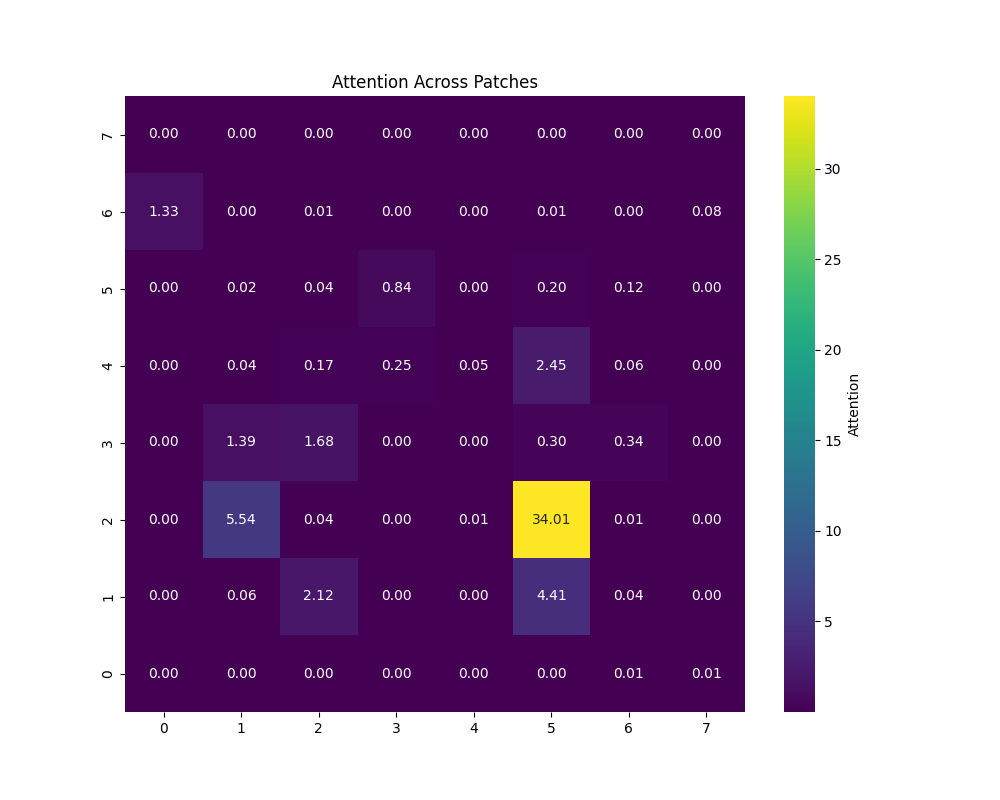 Attention Across Patches
7 0.00 0.00 0.00 0.00 0.00 0.00 0.00 0.00
6 1.33 0.00 0.01 0.00 0.00 0.01 0.00 0.08
5 0.00 0.02 0.04 0.84 0.00 0.20 0.12 0.00
4 0.00 0.04 0.17 0.25 0.05 2.45 0.06 0.00
3 0.00 1.39 1.68 0.00 0.00 0.30 0.34 0.00
2 0.00 5.54 0.04 0.00 0.01 34.01 0.01 0.00
1 0.00 0.06 2.12 0.00 0.00 4.41 0.04 0.00
0 0.00 0.00 0.00 0.00 0.00 0.00 0.01 0.01
0 1 2 3 4 5 6 7
30
25
20
15
10
5
Attention